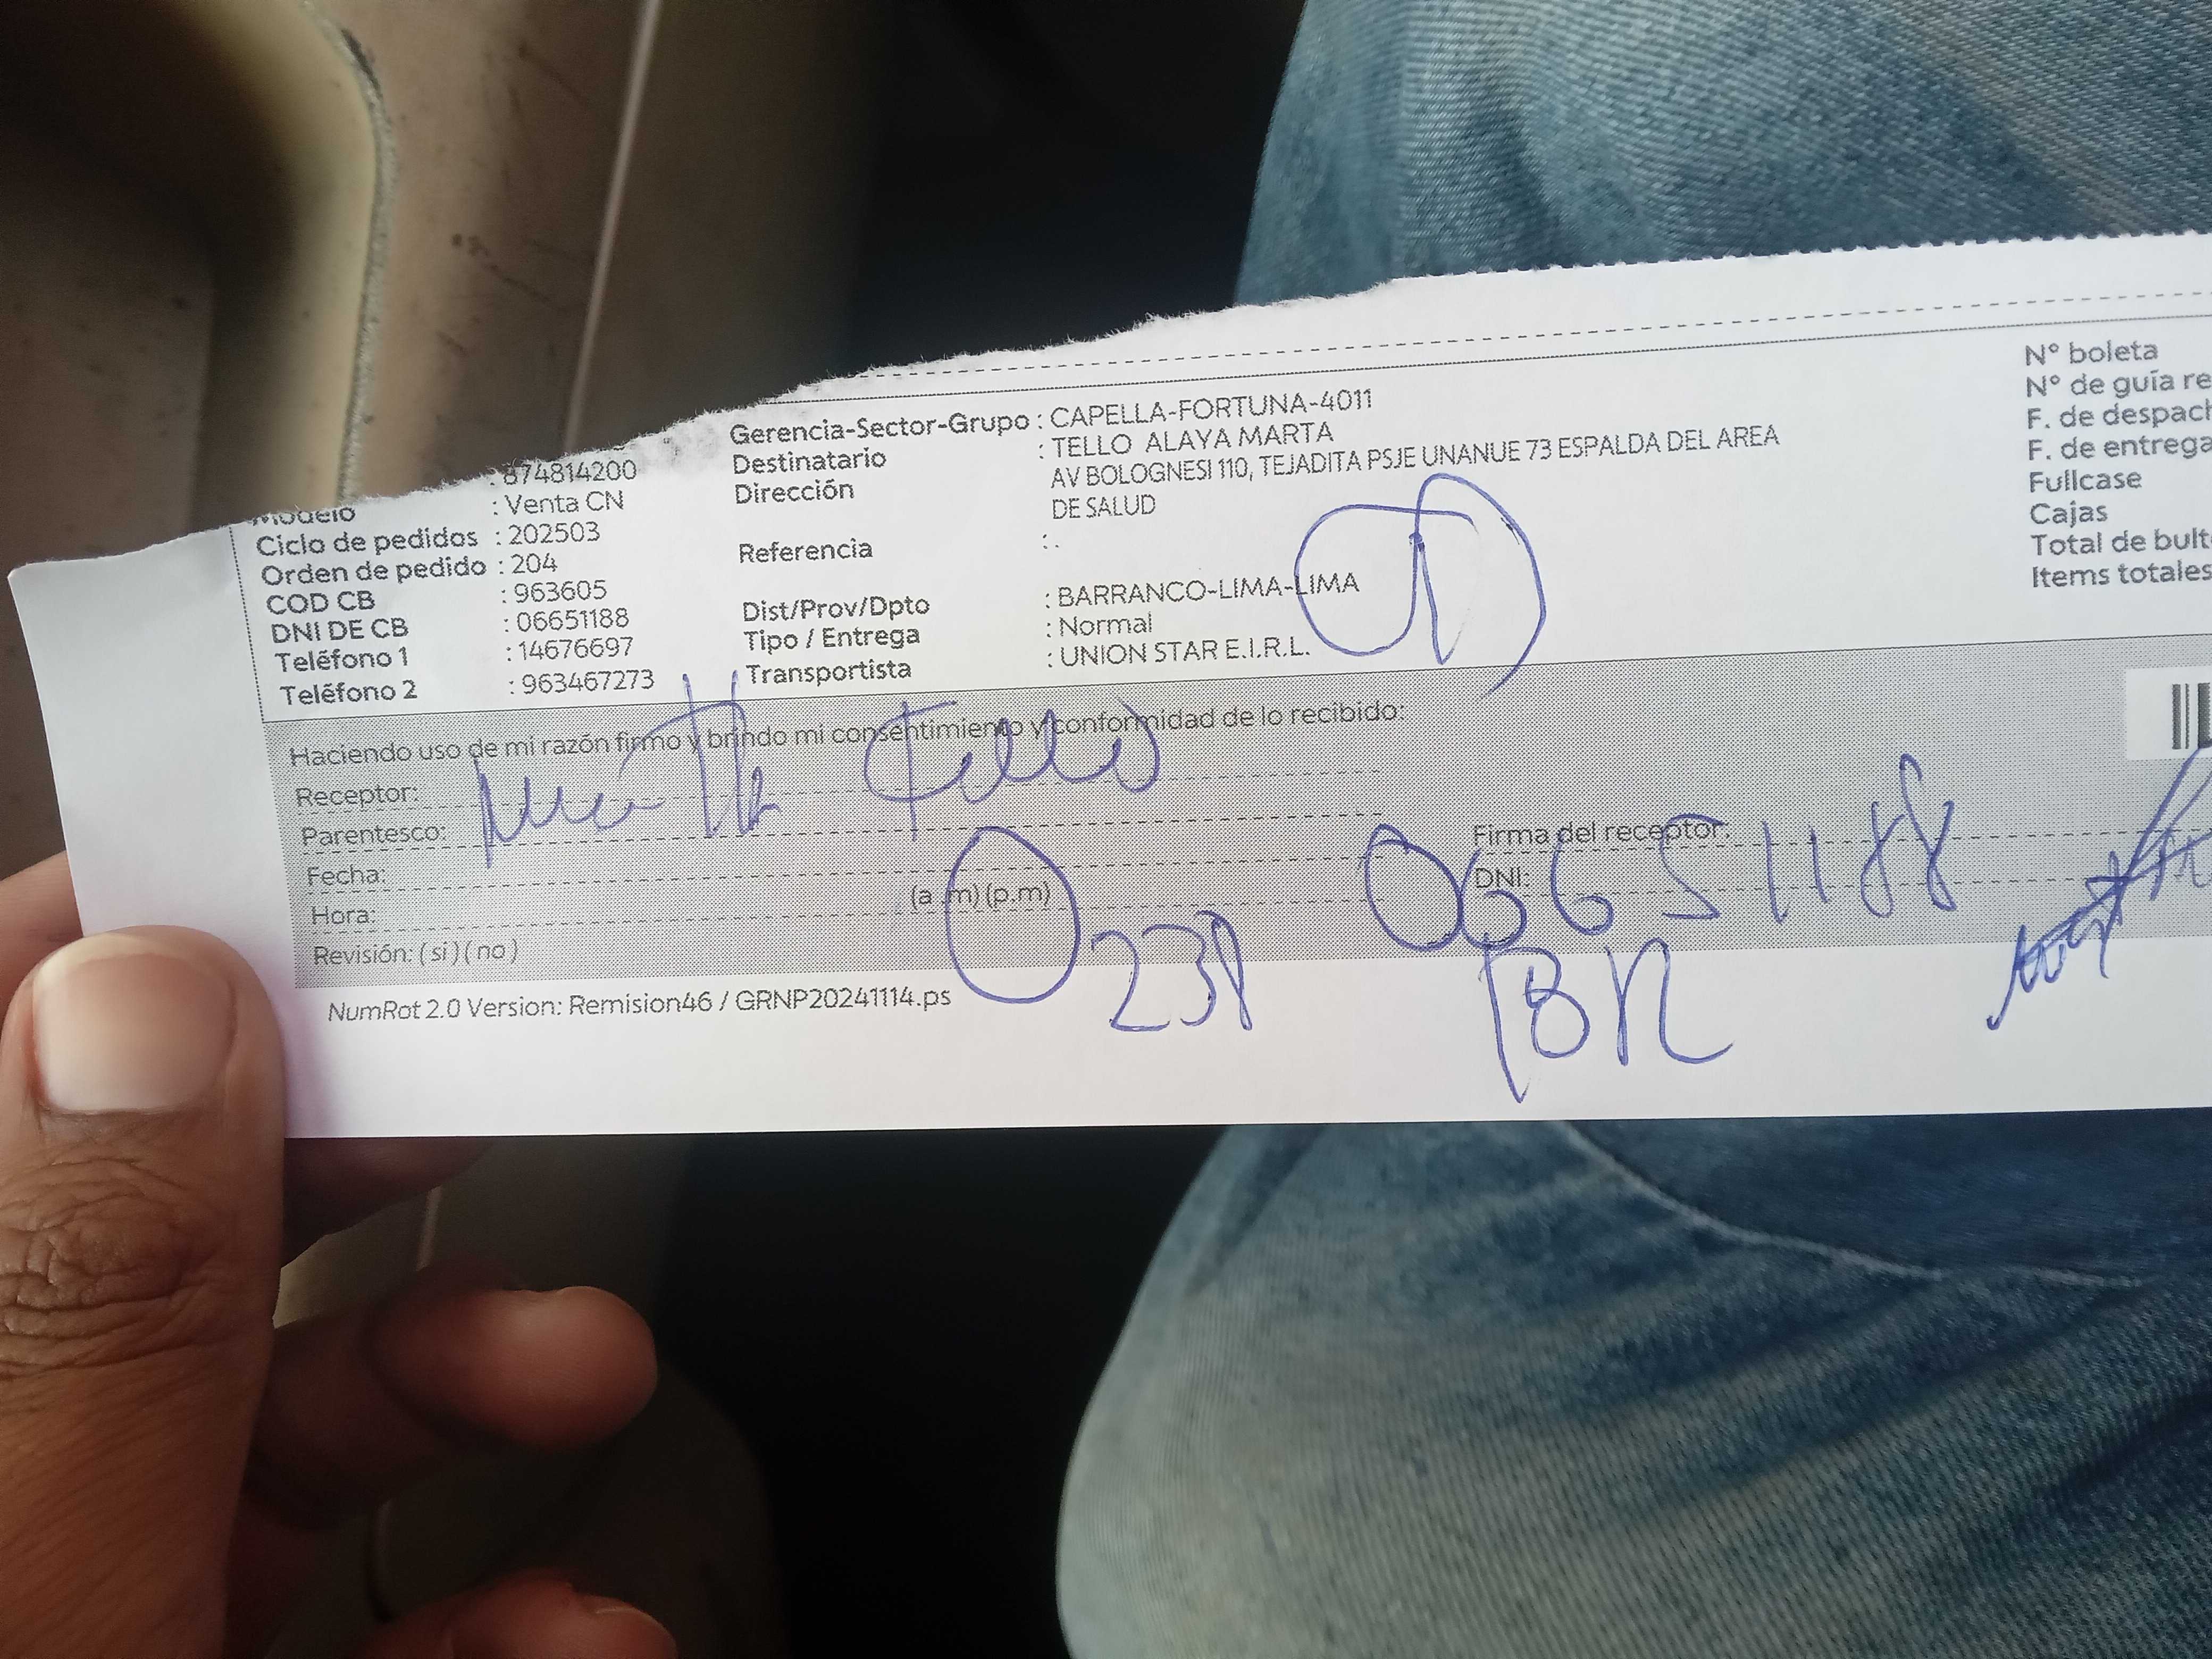 : 874814200
Modelo : Venta CN
Ciclo de pedidos : 202503
Orden de pedido : 204
COD CB : 963605
DNI DE CB : 06651188
Teléfono 1 : 14676697
Teléfono 2 : 963467273
Gerencia-Sector-Grupo : CAPELLA-FORTUNA-4011
Destinatario : TELLO ALAYA MARTA
Dirección AV BOLOGNESI 110, TEJADITA PSJE UNANUE 73 ESPALDA DEL AREA
DE SALUD
Referencia : .
Dist/Prov/Dpto : BARRANCO-LIMA-LIMA
Tipo / Entrega : Normal
Transportista : UNION STAR E.I.R.L.
N° boleta
N° de guía re
F. de despach
F. de entrega
Fullcase
Cajas
Total de bulto
Items totales
Haciendo uso de mi razón firmo y brindo mi consentimiento y conformidad de lo recibido:
Receptor:
Tello
Parentesco:
Fecha:
Hora: (a .m) (p.m)
Revisión: ( si ) ( no )
Firma del receptor:
DNI: 06651188
238
BR
NumRot 2.0 Version: Remision46 / GRNP20241114.ps